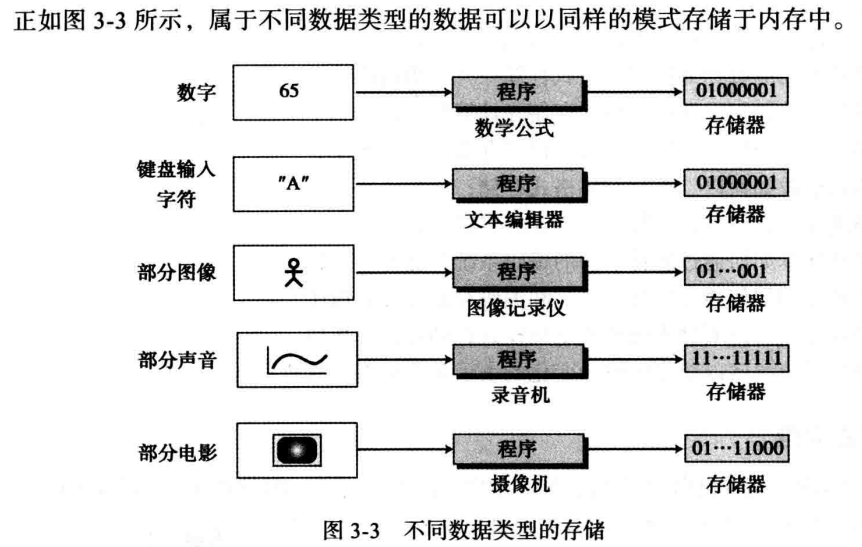 正如图 3-3 所示，属于不同数据类型的数据可以以同样的模式存储于内存中。
数字 65 程序 01000001
数学公式 存储器
键盘输入
字符 "A" 程序 01000001
文本编辑器 存储器
部分图像 程序 01…001
图像记录仪 存储器
部分声音 程序 11…11111
录音机 存储器
部分电影 程序 01…11000
摄像机 存储器
图 3-3 不同数据类型的存储